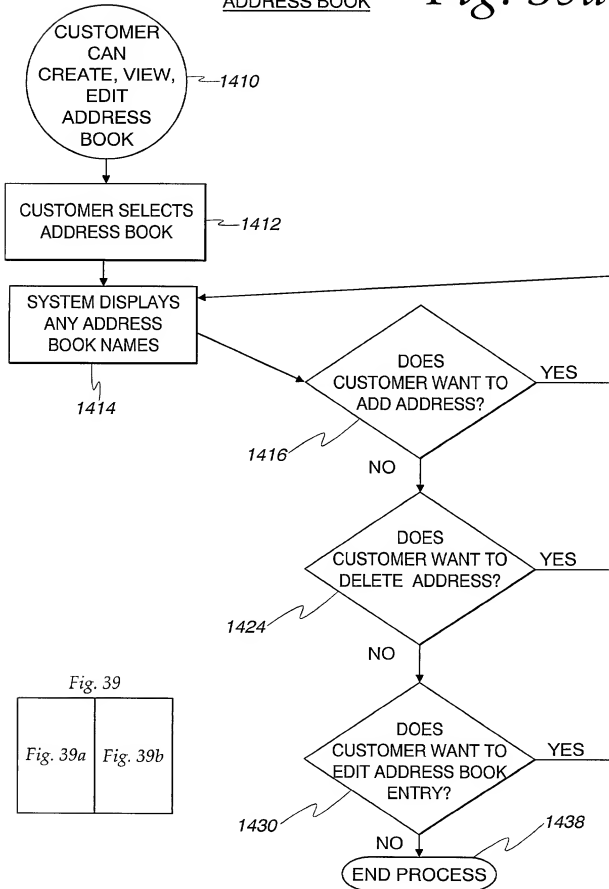 ADDRESS BOOK
Fig. 39a
CUSTOMER
CAN
CREATE, VIEW,
EDIT
ADDRESS
BOOK
1410
CUSTOMER SELECTS
ADDRESS BOOK
1412
SYSTEM DISPLAYS
ANY ADDRESS
BOOK NAMES
1414
DOES
CUSTOMER WANT TO
ADD ADDRESS?
YES
1416
NO
DOES
CUSTOMER WANT TO
DELETE ADDRESS?
YES
1424
NO
Fig. 39
Fig. 39a
Fig. 39b
DOES
CUSTOMER WANT TO
EDIT ADDRESS BOOK
ENTRY?
YES
1430
NO
1438
END PROCESS